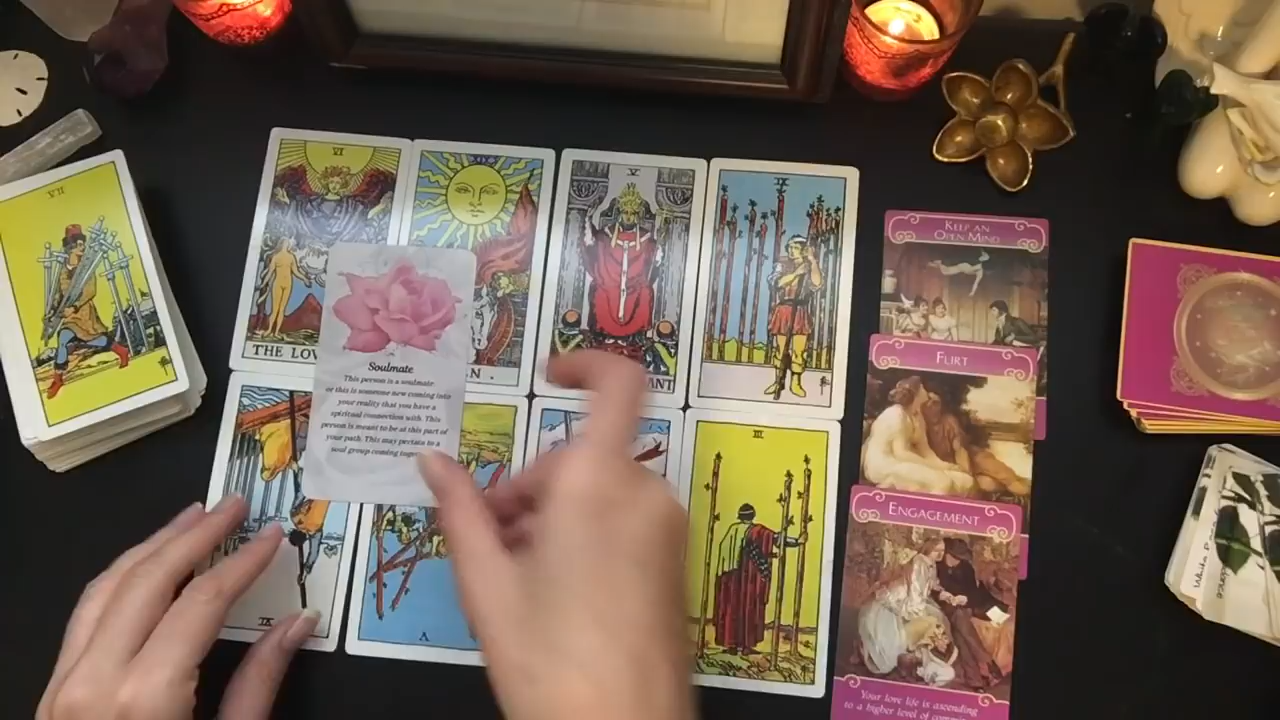 VII
VI
V
THE LOV
N.
ANT
Soulmate
This person is a soulmate
or this is someone new coming into
your reality that you have a
spiritual connection with. This
person is meant to be at this part of
your path. This may pertain to a
soul group coming
V
III
KEEP AN
OPEN MIND
FLIRT
ENGAGEMENT
Your love life is ascending
to a higher level of
White